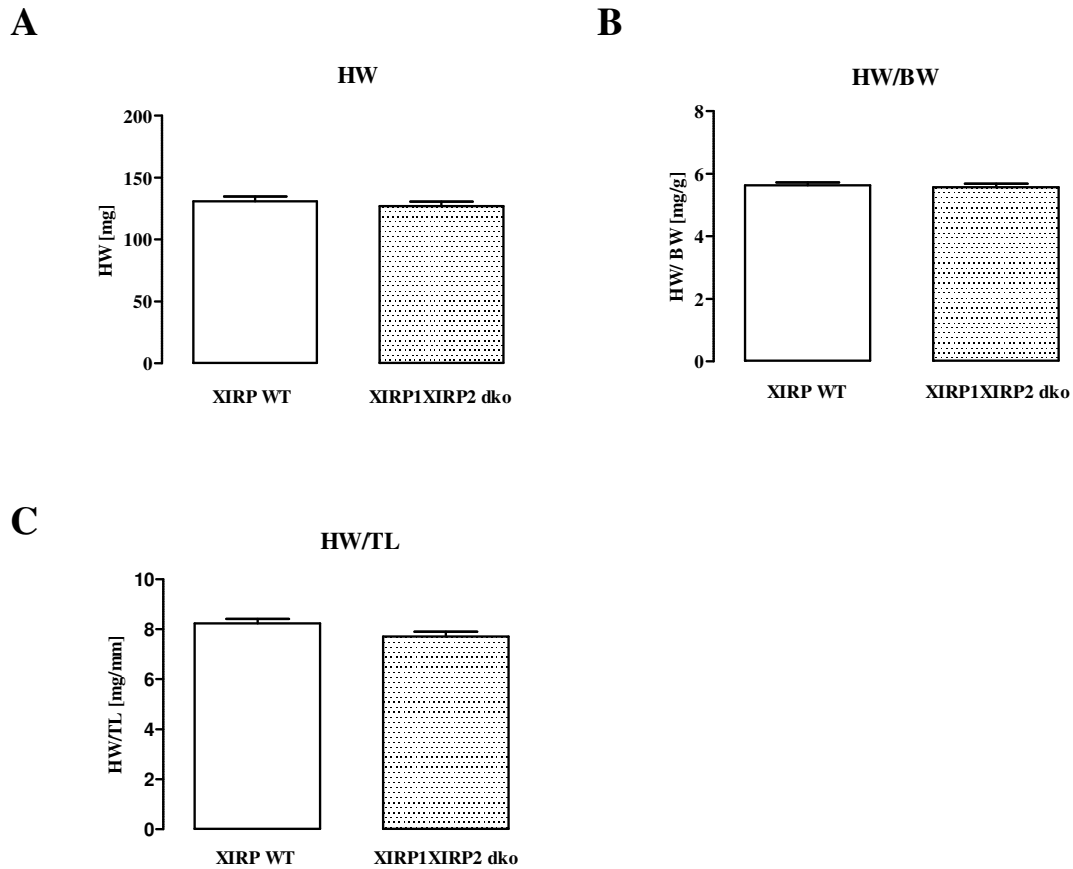 A
HW
200
150
100
50
0
HW [mg]
XIRP WT
XIRP1XIRP2 dko
B
HW/BW
8
6
4
2
0
HW/ BW [mg/g]
XIRP WT
XIRP1XIRP2 dko
C
HW/TL
10
8
6
4
2
0
HW/TL [mg/mm]
XIRP WT
XIRP1XIRP2 dko